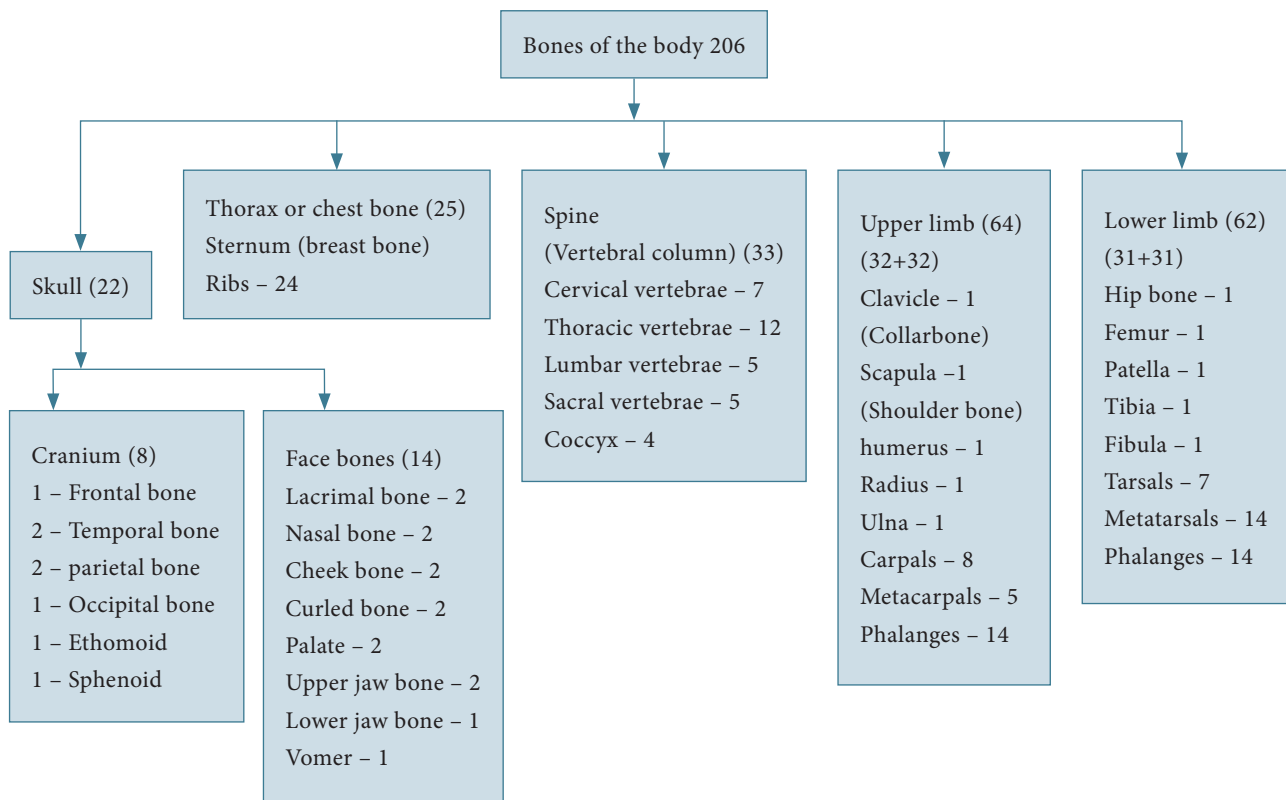 Bones of the body 206
Skull (22)
Cranium (8)
1 – Frontal bone
2 – Temporal bone
2 – parietal bone
1 – Occipital bone
1 – Ethomoid
1 – Sphenoid
Face bones (14)
Lacrimal bone – 2
Nasal bone – 2
Cheek bone – 2
Curled bone – 2
Palate – 2
Upper jaw bone – 2
Lower jaw bone – 1
Vomer – 1
Thorax or chest bone (25)
Sternum (breast bone)
Ribs – 24
Spine
(Vertebral column) (33)
Cervical vertebrae – 7
Thoracic vertebrae – 12
Lumbar vertebrae – 5
Sacral vertebrae – 5
Coccyx – 4
Upper limb (64)
(32+32)
Clavicle – 1
(Collarbone)
Scapula –1
(Shoulder bone)
humerus – 1
Radius – 1
Ulna – 1
Carpals – 8
Metacarpals – 5
Phalanges – 14
Lower limb (62)
(31+31)
Hip bone – 1
Femur – 1
Patella – 1
Tibia – 1
Fibula – 1
Tarsals – 7
Metatarsals – 14
Phalanges – 14